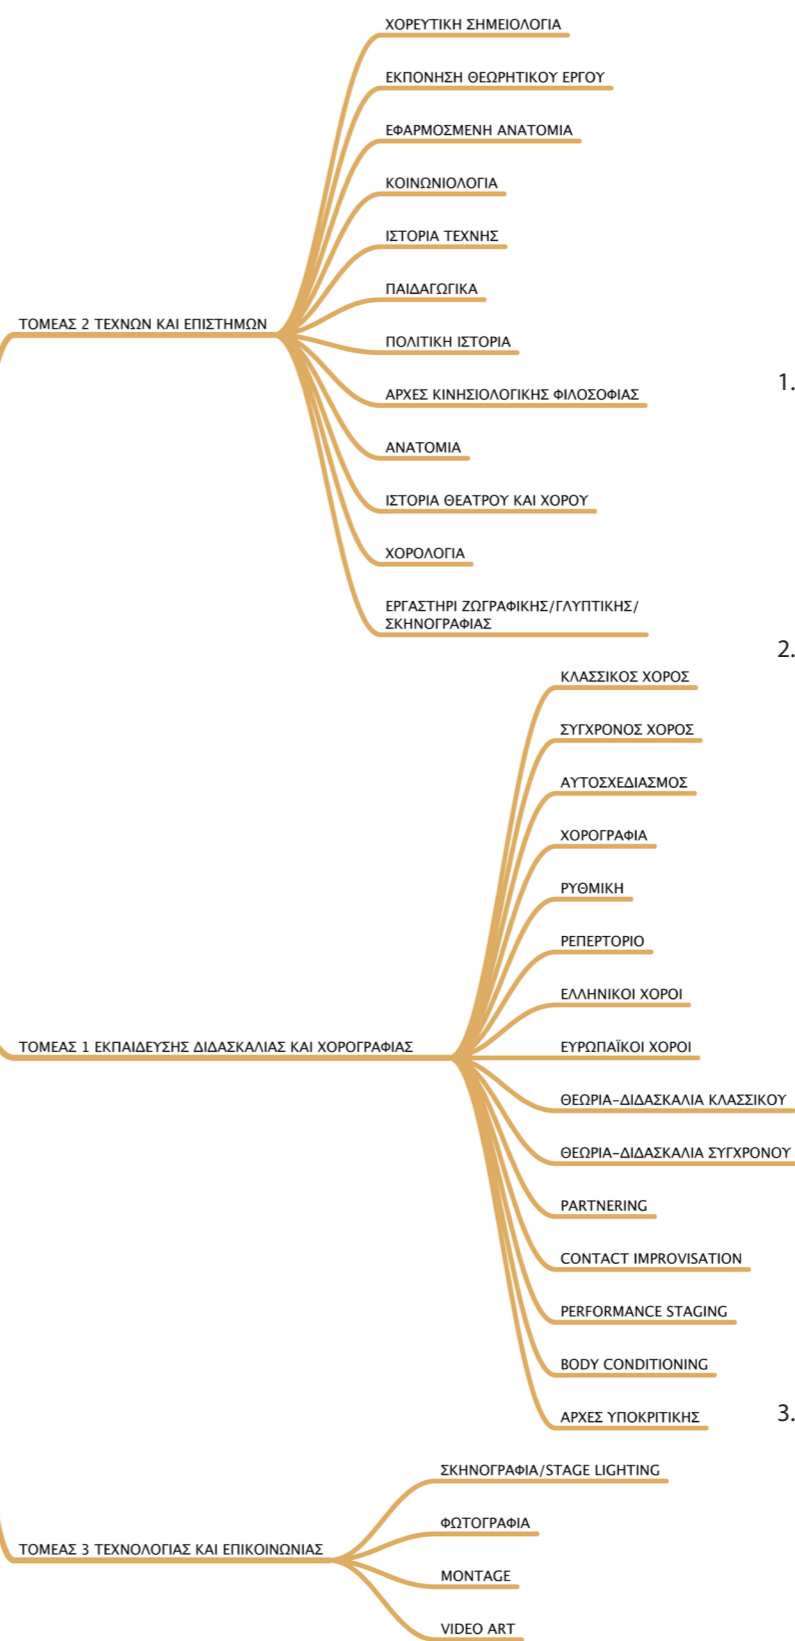 ΧΟΡΕΥΤΙΚΗ ΣΗΜΕΙΟΛΟΓΙΑ
ΕΚΠΟΝΗΣΗ ΘΕΩΡΗΤΙΚΟΥ ΕΡΓΟΥ
ΕΦΑΡΜΟΣΜΕΝΗ ΑΝΑΤΟΜΙΑ
ΚΟΙΝΩΝΙΟΛΟΓΙΑ
ΙΣΤΟΡΙΑ ΤΕΧΝΗΣ
ΠΑΙΔΑΓΩΓΙΚΑ
ΤΟΜΕΑΣ 2 ΤΕΧΝΩΝ ΚΑΙ ΕΠΙΣΤΗΜΩΝ
ΠΟΛΙΤΙΚΗ ΙΣΤΟΡΙΑ
1.
ΑΡΧΕΣ ΚΙΝΗΣΙΟΛΟΓΙΚΗΣ ΦΙΛΟΣΟΦΙΑΣ
ΑΝΑΤΟΜΙΑ
ΙΣΤΟΡΙΑ ΘΕΑΤΡΟΥ ΚΑΙ ΧΟΡΟΥ
ΧΟΡΟΛΟΓΙΑ
ΕΡΓΑΣΤΗΡΙ ΖΩΓΡΑΦΙΚΗΣ/ΓΛΥΠΤΙΚΗΣ/
ΣΚΗΝΟΓΡΑΦΙΑΣ
2.
ΚΛΑΣΣΙΚΟΣ ΧΟΡΟΣ
ΣΥΓΧΡΟΝΟΣ ΧΟΡΟΣ
ΑΥΤΟΣΧΕΔΙΑΣΜΟΣ
ΧΟΡΟΓΡΑΦΙΑ
ΡΥΘΜΙΚΗ
ΡΕΠΕΡΤΟΡΙΟ
ΕΛΛΗΝΙΚΟΙ ΧΟΡΟΙ
ΤΟΜΕΑΣ 1 ΕΚΠΑΙΔΕΥΣΗΣ ΔΙΔΑΣΚΑΛΙΑΣ ΚΑΙ ΧΟΡΟΓΡΑΦΙΑΣ
ΕΥΡΩΠΑΪΚΟΙ ΧΟΡΟΙ
ΘΕΩΡΙΑ-ΔΙΔΑΣΚΑΛΙΑ ΚΛΑΣΣΙΚΟΥ
ΘΕΩΡΙΑ-ΔΙΔΑΣΚΑΛΙΑ ΣΥΓΧΡΟΝΟΥ
PARTNERING
CONTACT IMPROVISATION
PERFORMANCE STAGING
BODY CONDITIONING
3.
ΑΡΧΕΣ ΥΠΟΚΡΙΤΙΚΗΣ
ΣΚΗΝΟΓΡΑΦΙΑ/STAGE LIGHTING
ΦΩΤΟΓΡΑΦΙΑ
ΤΟΜΕΑΣ 3 ΤΕΧΝΟΛΟΓΙΑΣ ΚΑΙ ΕΠΙΚΟΙΝΩΝΙΑΣ
MONTAGE
VIDEO ART